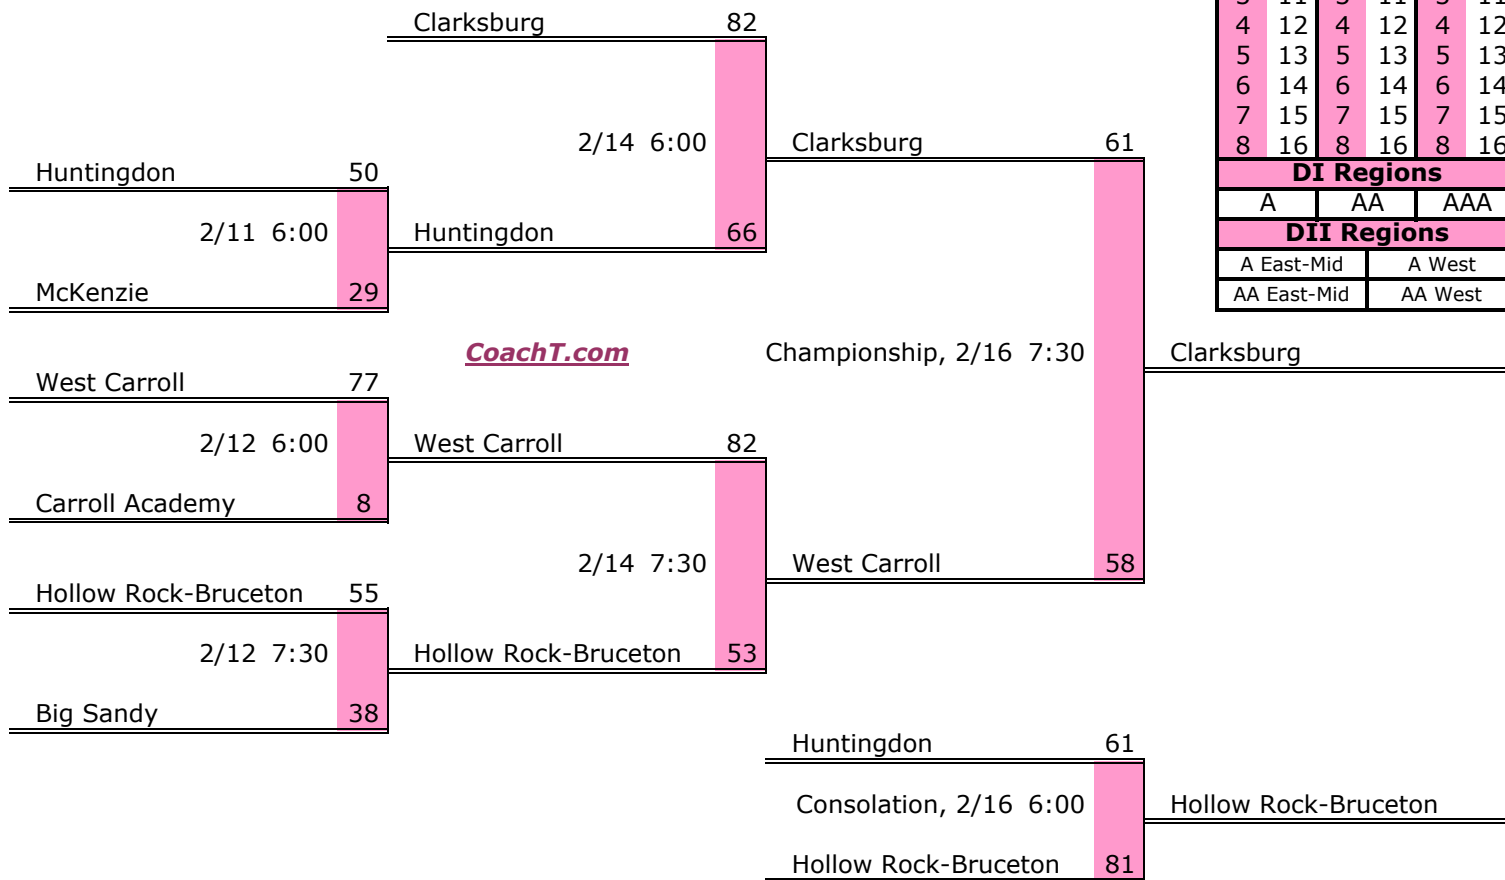 Clarksburg 82
2/14 6:00
Clarksburg 61
Huntingdon 50
2/11 6:00
Huntingdon 66
McKenzie 29
CoachT.com
Championship, 2/16 7:30
Clarksburg
West Carroll 77
2/12 6:00
West Carroll 82
Carroll Academy 8
2/14 7:30
West Carroll 58
Hollow Rock-Bruceton 55
2/12 7:30
Hollow Rock-Bruceton 53
Big Sandy 38
Huntingdon 61
Consolation, 2/16 6:00
Hollow Rock-Bruceton
Hollow Rock-Bruceton 81
4 12 4 12 4 12
5 13 5 13 5 13
6 14 6 14 6 14
7 15 7 15 7 15
8 16 8 16 8 16
DI Regions
A AA AAA
DII Regions
A East-Mid A West
AA East-Mid AA West